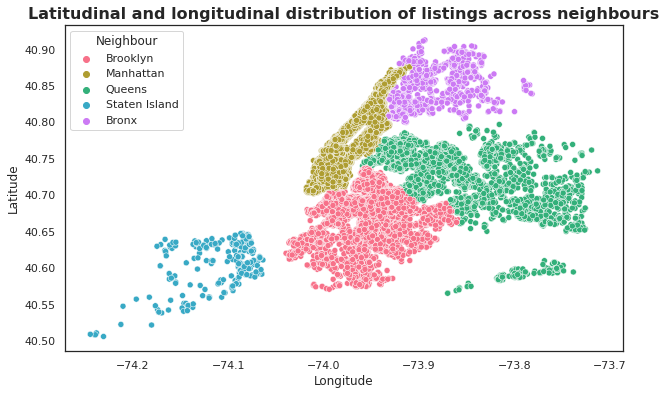 Latitudinal and longitudinal distribution of listings across neighbours
Neighbour
Brooklyn
Manhattan
Queens
Staten Island
Bronx
40.90
40.85
40.80
40.75
40.70
40.65
40.60
40.55
40.50
Latitude
−74.2 −74.1 −74.0 −73.9 −73.8 −73.7
Longitude